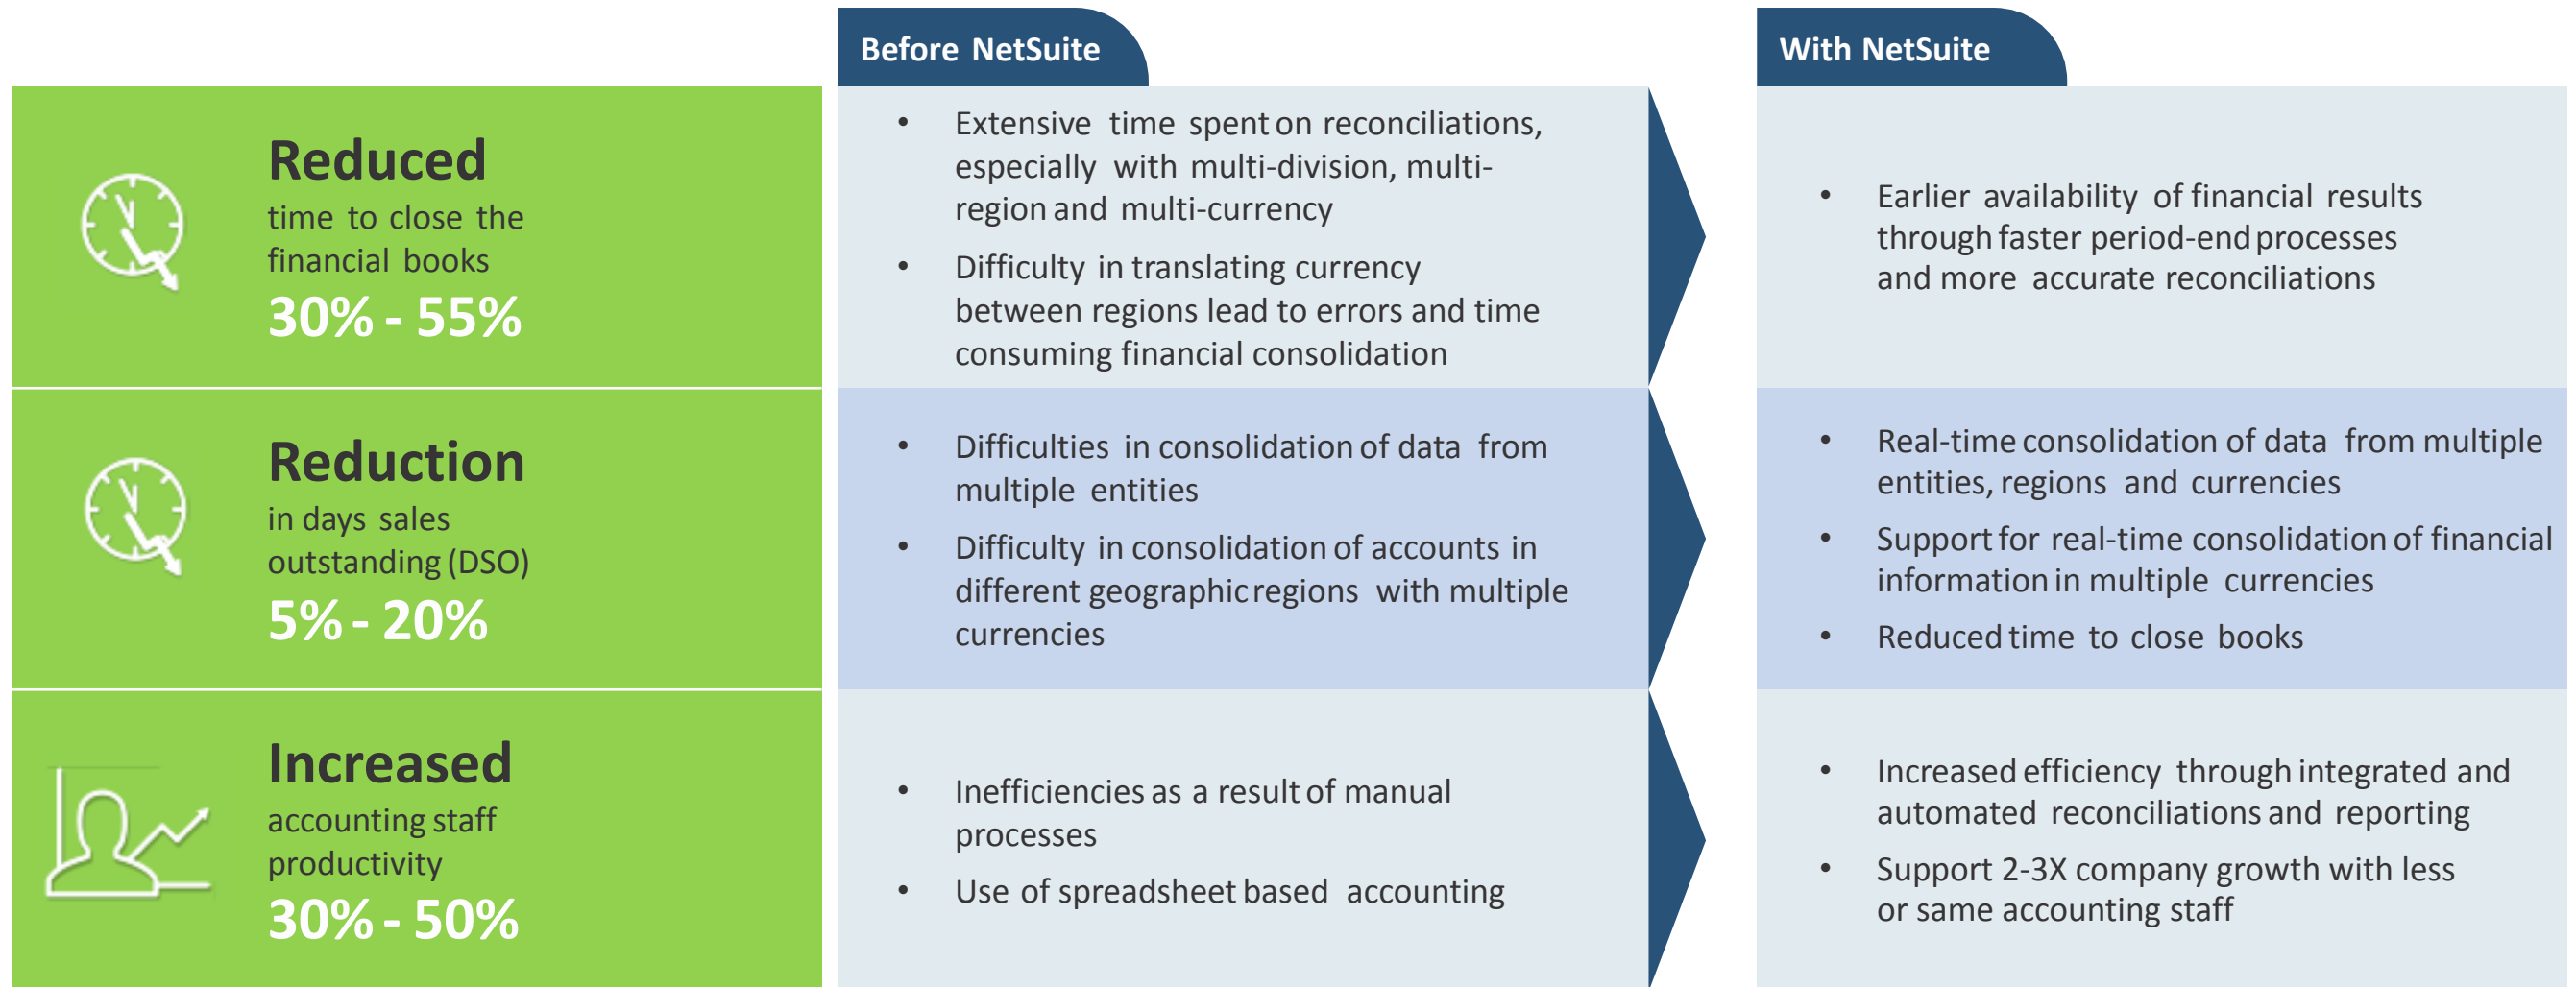 Before NetSuite
With NetSuite
Reduced
time to close the
financial books
30% - 55%
• Extensive time spent on reconciliations,
especially with multi-division, multi-
region and multi-currency
• Difficulty in translating currency
between regions lead to errors and time
consuming financial consolidation
• Earlier availability of financial results
through faster period-end processes
and more accurate reconciliations
Reduction
in days sales
outstanding (DSO)
5% - 20%
• Difficulties in consolidation of data from
multiple entities
• Difficulty in consolidation of accounts in
different geographic regions with multiple
currencies
• Real-time consolidation of data from multiple
entities, regions and currencies
• Support for real-time consolidation of financial
information in multiple currencies
• Reduced time to close books
Increased
accounting staff
productivity
30% - 50%
• Inefficiencies as a result of manual
processes
• Use of spreadsheet based accounting
• Increased efficiency through integrated and
automated reconciliations and reporting
• Support 2-3X company growth with less
or same accounting staff